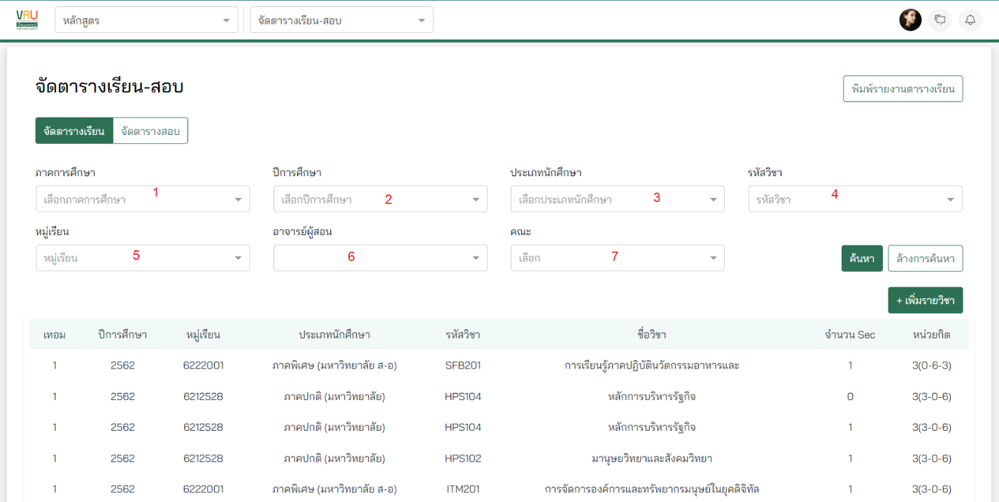 VRU
หลักสูตร
จัดตารางเรียน-สอบ
จัดตารางเรียน-สอบ
พิมพ์รายงานตารางเรียน
จัดตารางเรียน จัดตารางสอบ
ภาคการศึกษา ปีการศึกษา ประเภทนักศึกษา รหัสวิชา
เลือกภาคการศึกษา 1 เลือกปีการศึกษา 2 เลือกประเภทนักศึกษา 3 รหัสวิชา 4
หมู่เรียน อาจารย์ผู้สอน คณะ
หมู่เรียน 5 6 เลือก 7 ค้นหา ล้างการค้นหา
+ เพิ่มรายวิชา
เทอม ปีการศึกษา หมู่เรียน ประเภทนักศึกษา รหัสวิชา ชื่อวิชา จำนวน Sec หน่วยกิต
1 2562 6222001 ภาคพิเศษ (มหาวิทยาลัย ส-อ) SFB201 การเรียนรู้ภาคปฏิบัตินวัตกรรมอาหารและ 1 3(0-6-3)
1 2562 6212528 ภาคปกติ (มหาวิทยาลัย) HPS104 หลักการบริหารรัฐกิจ 0 3(3-0-6)
1 2562 6212528 ภาคปกติ (มหาวิทยาลัย) HPS104 หลักการบริหารรัฐกิจ 1 3(3-0-6)
1 2562 6212528 ภาคปกติ (มหาวิทยาลัย) HPS102 มานุษยวิทยาและสังคมวิทยา 1 3(3-0-6)
1 2562 6222001 ภาคพิเศษ (มหาวิทยาลัย ส-อ) ITM201 การจัดการองค์การและทรัพยากรมนุษย์ในยุคดิจิทัล 1 3(3-0-6)